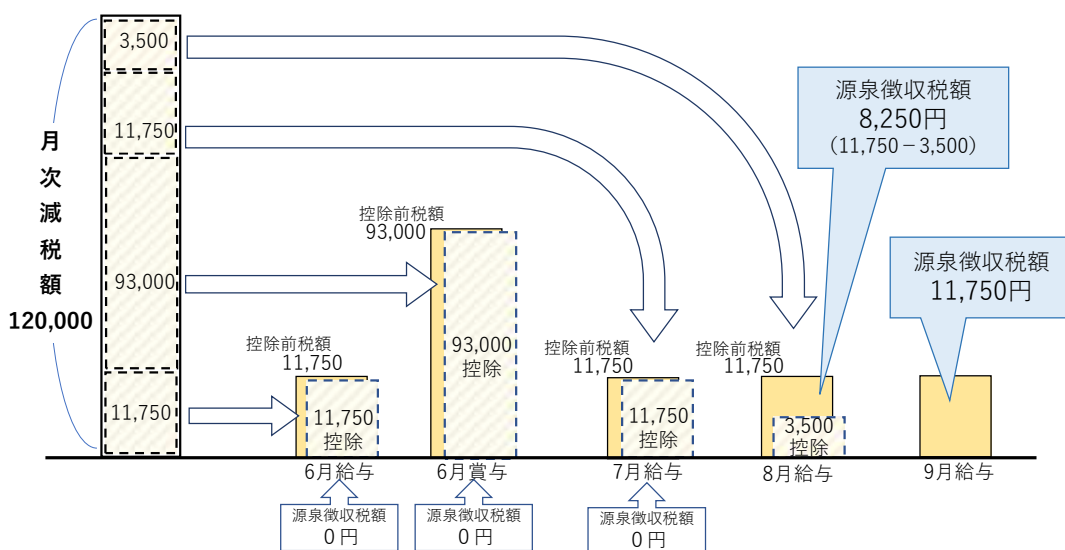 月次減税額
120,000
3,500
11,750
93,000
11,750
控除前税額
11,750
11,750
控除
6月給与
源泉徴収税額
0 円
控除前税額
93,000
93,000
控除
6月賞与
源泉徴収税額
0 円
控除前税額
11,750
11,750
控除
7月給与
源泉徴収税額
0 円
控除前税額
11,750
3,500
控除
8月給与
源泉徴収税額
8,250円
（11,750－3,500）
源泉徴収税額
11,750円
9月給与